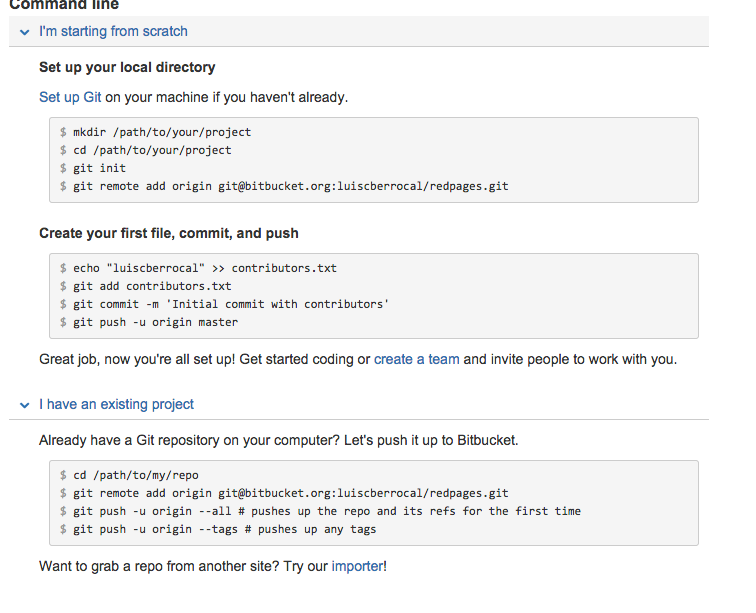 Command line
I'm starting from scratch
Set up your local directory
Set up Git on your machine if you haven't already.
$ mkdir /path/to/your/project
$ cd /path/to/your/project
$ git init
$ git remote add origin git@bitbucket.org:luiscberrocal/redpages.git
Create your first file, commit, and push
$ echo "luiscberrocal" >> contributors.txt
$ git add contributors.txt
$ git commit -m 'Initial commit with contributors'
$ git push -u origin master
Great job, now you're all set up! Get started coding or create a team and invite people to work with you.
I have an existing project
Already have a Git repository on your computer? Let's push it up to Bitbucket.
$ cd /path/to/my/repo
$ git remote add origin git@bitbucket.org:luiscberrocal/redpages.git
$ git push -u origin --all # pushes up the repo and its refs for the first time
$ git push -u origin --tags # pushes up any tags
Want to grab a repo from another site? Try our importer!